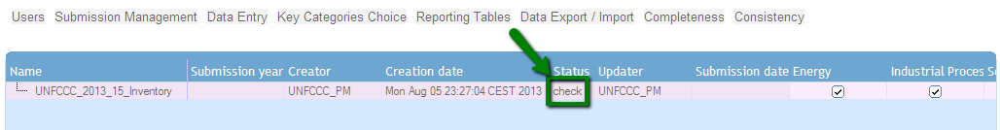 Users Submission Management Data Entry Key Categories Choice Reporting Tables Data Export / Import Completeness Consistency
Name Submission year Creator Creation date Status Updater Submission date Energy Industrial Proces
UNFCCC_2013_15_Inventory UNFCCC_PM Mon Aug 05 23:27:04 CEST 2013 check UNFCCC_PM